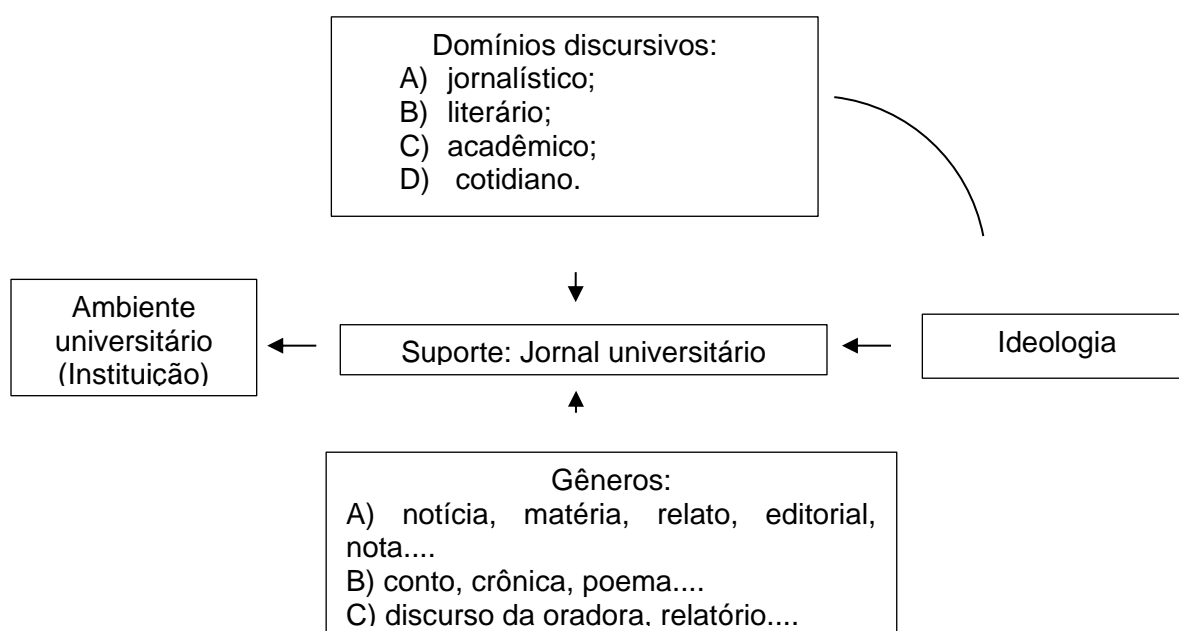 Domínios discursivos:
A) jornalístico;
B) literário;
C) acadêmico;
D) cotidiano.
Ambiente
universitário
(Instituição)
Suporte: Jornal universitário
Ideologia
Gêneros:
A) notícia, matéria, relato, editorial,
nota....
B) conto, crônica, poema....
C) discurso da oradora, relatório....